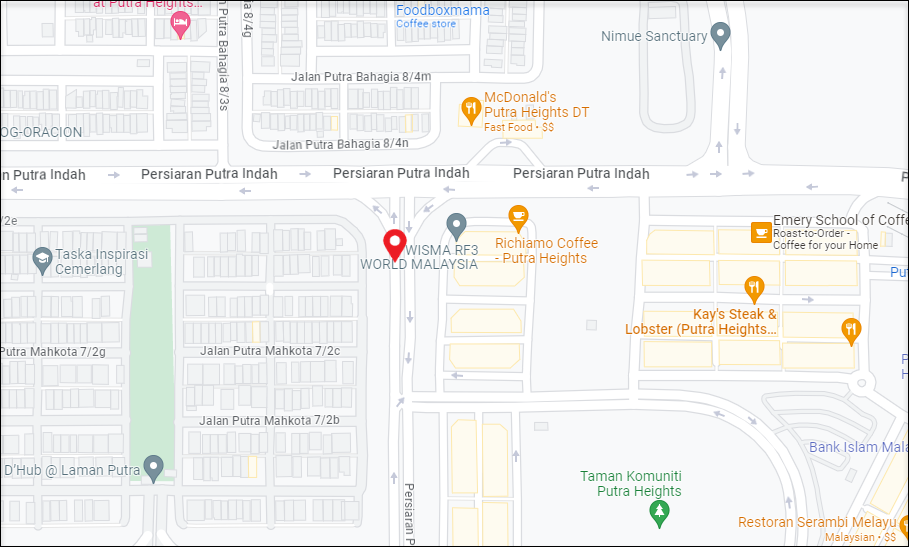 at Putra Heights...
Foodboxmama
Coffee store
8/4g
Putra Bahagia 8/3s
Nimue Sanctuary
Jalan Putra Bahagia 8/4m
McDonald's
Putra Heights DT
Fast Food • $$
OG-ORACION
Jalan Putra Bahagia 8/4n
n Putra Indah
Persiaran Putra Indah
Persiaran Putra Indah
Persiaran Putra Indah
P
/2e
Taska Inspirasi
Cemerlang
WISMA RF3
WORLD MALAYSIA
Richiamo Coffee
- Putra Heights
Emery School of Coffe
Roast-to-Order -
Coffee for your Home
Put
Kay's Steak &
Lobster (Putra Heights...
Putra Mahkota 7/2g
Jalan Putra Mahkota 7/2c
P
H
Jalan Putra Mahkota 7/2b
D'Hub @ Laman Putra
Bank Islam Mala
Taman Komuniti
Putra Heights
Persiaran P
Restoran Serambi Melayu
Malaysian • $$